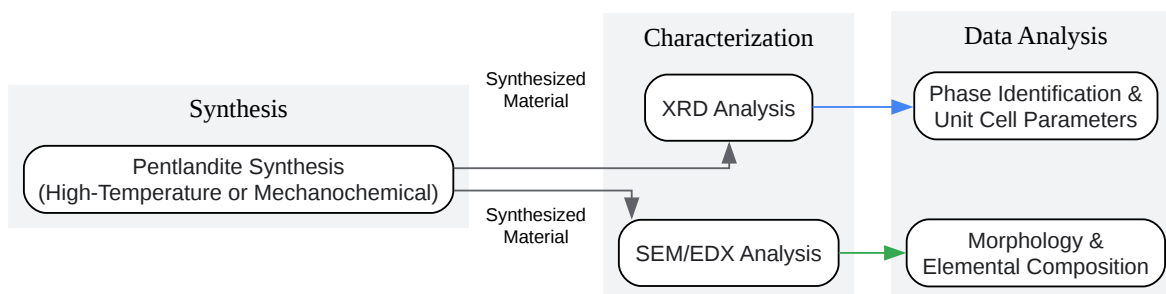 Synthesis
Pentlandite Synthesis
(High-Temperature or Mechanochemical)
Synthesized
Material
Synthesized
Material
Characterization
XRD Analysis
SEM/EDX Analysis
Data Analysis
Phase Identification &
Unit Cell Parameters
Morphology &
Elemental Composition